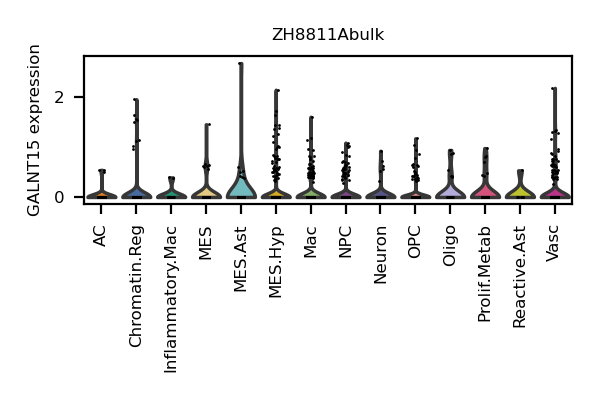 ZH8811Abulk
GALNT15 expression
2
0
AC
Chromatin.Reg
Inflammatory.Mac
MES
MES.Ast
MES.Hyp
Mac
NPC
Neuron
OPC
Oligo
Prolif.Metab
Reactive.Ast
Vasc